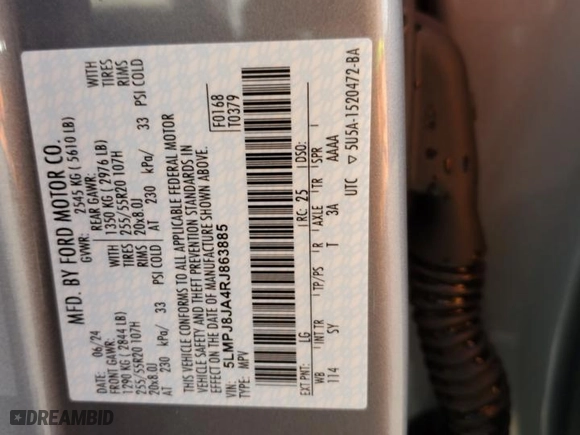 MFD. BY FORD MOTOR CO.
DATE: 06/24 GVWR: 2545 KG (5610 LB)
FRONT GAWR: REAR GAWR: WITH
1290 KG (2844 LB) 1350 KG (2976 LB) TIRES
255/55R20 107H 255/55R20 107H RIMS
20x8.0J 20x8.0J
AT 230 kPa/ 33 PSI COLD AT 230 kPa/ 33 PSI COLD
THIS VEHICLE CONFORMS TO ALL APPLICABLE FEDERAL MOTOR
VEHICLE SAFETY AND THEFT PREVENTION STANDARDS IN
EFFECT ON THE DATE OF MANUFACTURE SHOWN ABOVE.
VIN: 5LMPJ8JA4RJ863885
TYPE: MPV
F0168
T0379
EXT PNT: LG RC: 25 DSO:
WB INT TR TP/PS R AXLE TR SPR
114 5Y T 3A AAAA
UTC ▽ 5U5A-1520472-BA
DREAMBID